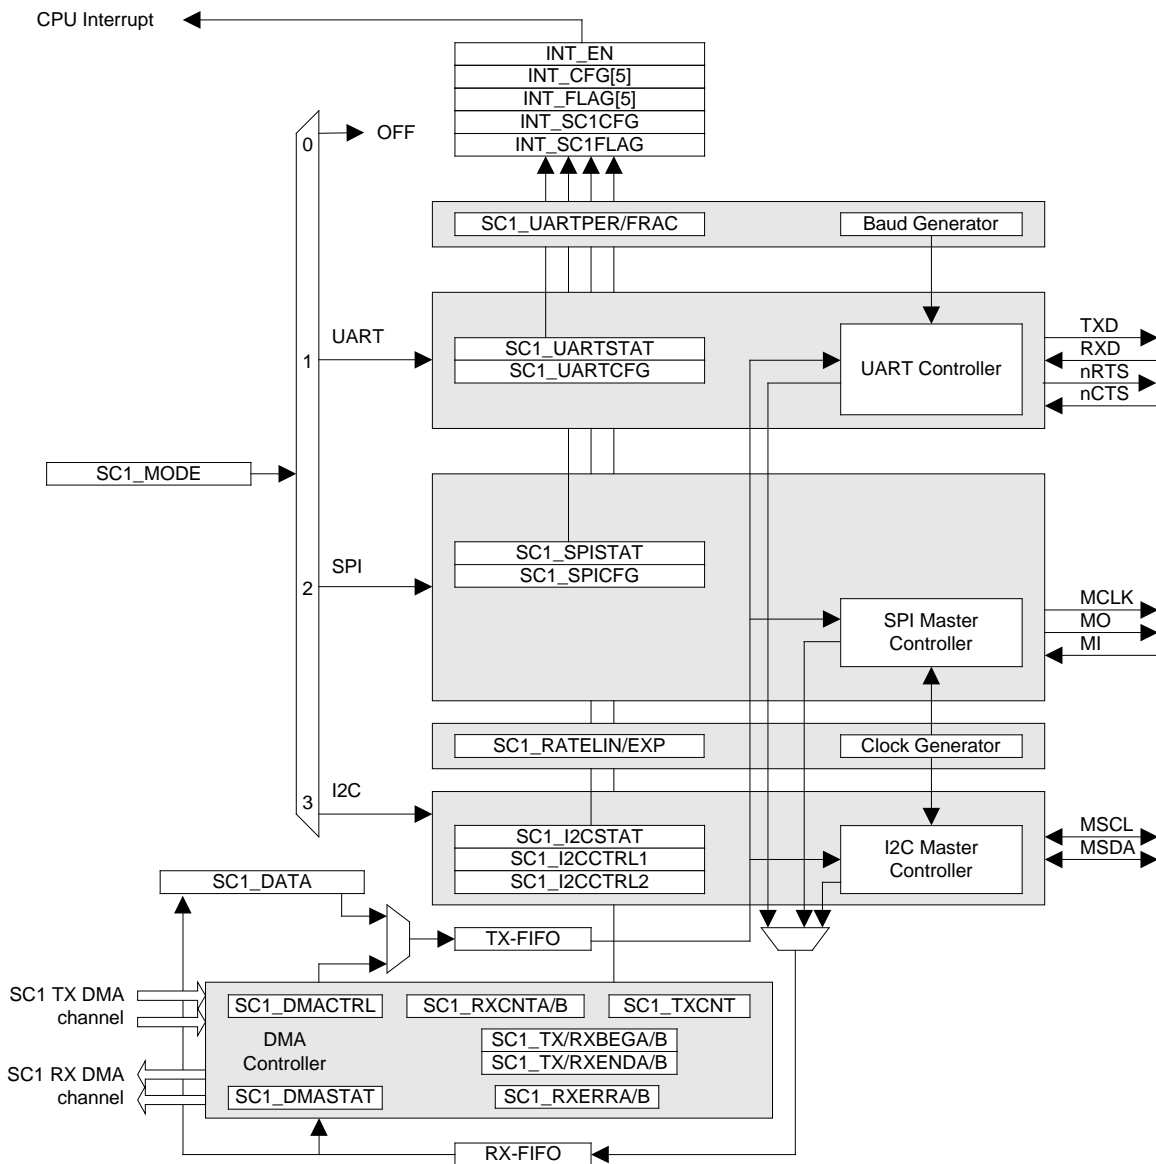 CPU Interrupt
INT_EN
INT_CFG[5]
INT_FLAG[5]
INT_SC1CFG
INT_SC1FLAG
0
OFF
SC1_UARTPER/FRAC
Baud Generator
UART
1
SC1_UARTSTAT
SC1_UARTCFG
UART Controller
TXD
RXD
nRTS
nCTS
SC1_MODE
SPI
2
SC1_SPISTAT
SC1_SPICFG
SPI Master
Controller
MCLK
MO
MI
SC1_RATELIN/EXP
Clock Generator
I2C
3
SC1_I2CSTAT
SC1_I2CCTRL1
SC1_I2CCTRL2
I2C Master
Controller
MSCL
MSDA
SC1_DATA
TX-FIFO
SC1 TX DMA
channel
SC1_DMACTRL
SC1_RXCNTA/B
SC1_TXCNT
DMA
Controller
SC1_TX/RXBEGA/B
SC1_TX/RXENDA/B
SC1 RX DMA
channel
SC1_DMASTAT
SC1_RXERRA/B
RX-FIFO